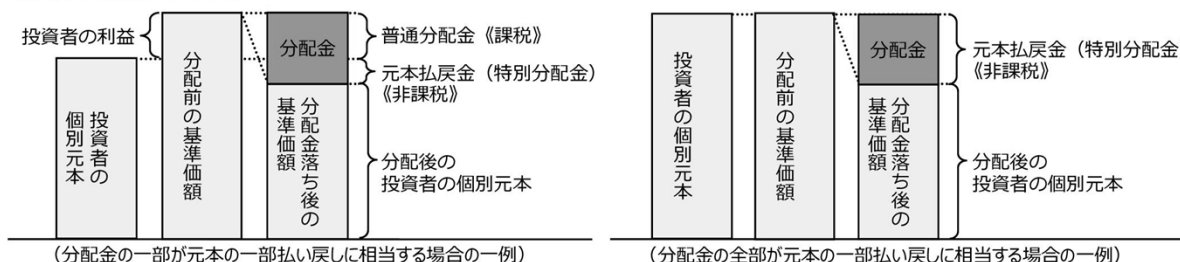 投資者の利益
投資者の
個別元本
分配前の基準価額
分配金
分配金落ち後の
基準価額
普通分配金《課税》
元本払戻金（特別分配金）
《非課税》
分配後の
投資者の個別元本
（分配金の一部が元本の一部払い戻しに相当する場合の一例）
投資者の個別元本
分配前の基準価額
分配金
分配金落ち後の
基準価額
元本払戻金（特別分配金
《非課税》
分配後の
投資者の個別元本
（分配金の全部が元本の一部払い戻しに相当する場合の一例）